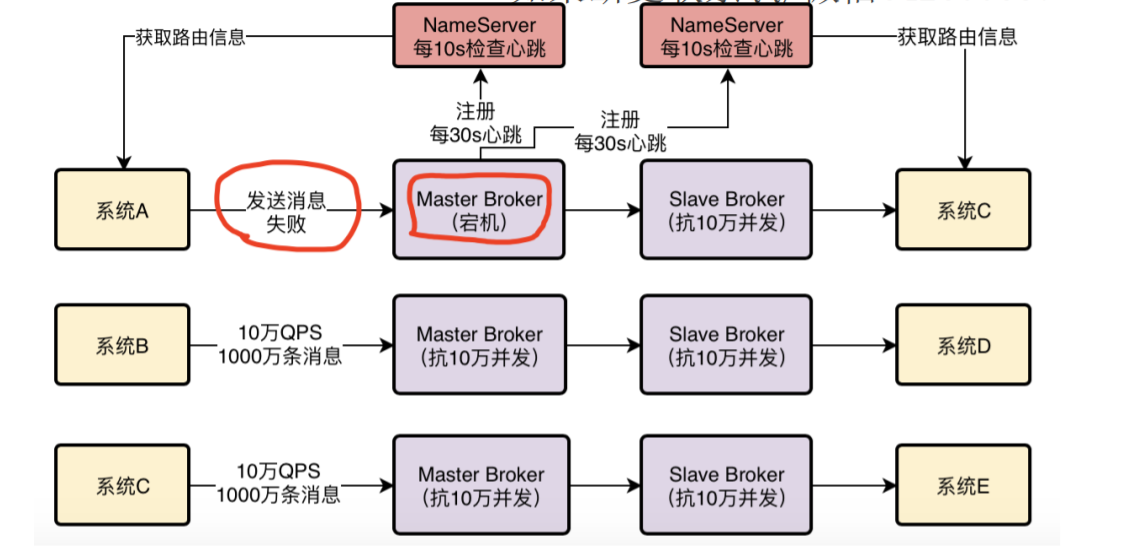 NameServer
每10s检查心跳
NameServer
每10s检查心跳
获取路由信息
获取路由信息
注册
每30s心跳
注册
每30s心跳
系统A
发送消息
失败
Master Broker
（宕机）
Slave Broker
（抗10万并发）
系统C
系统B
10万QPS
1000万条消息
Master Broker
（抗10万并发）
Slave Broker
（抗10万并发）
系统D
系统C
10万QPS
1000万条消息
Master Broker
（抗10万并发）
Slave Broker
（抗10万并发）
系统E